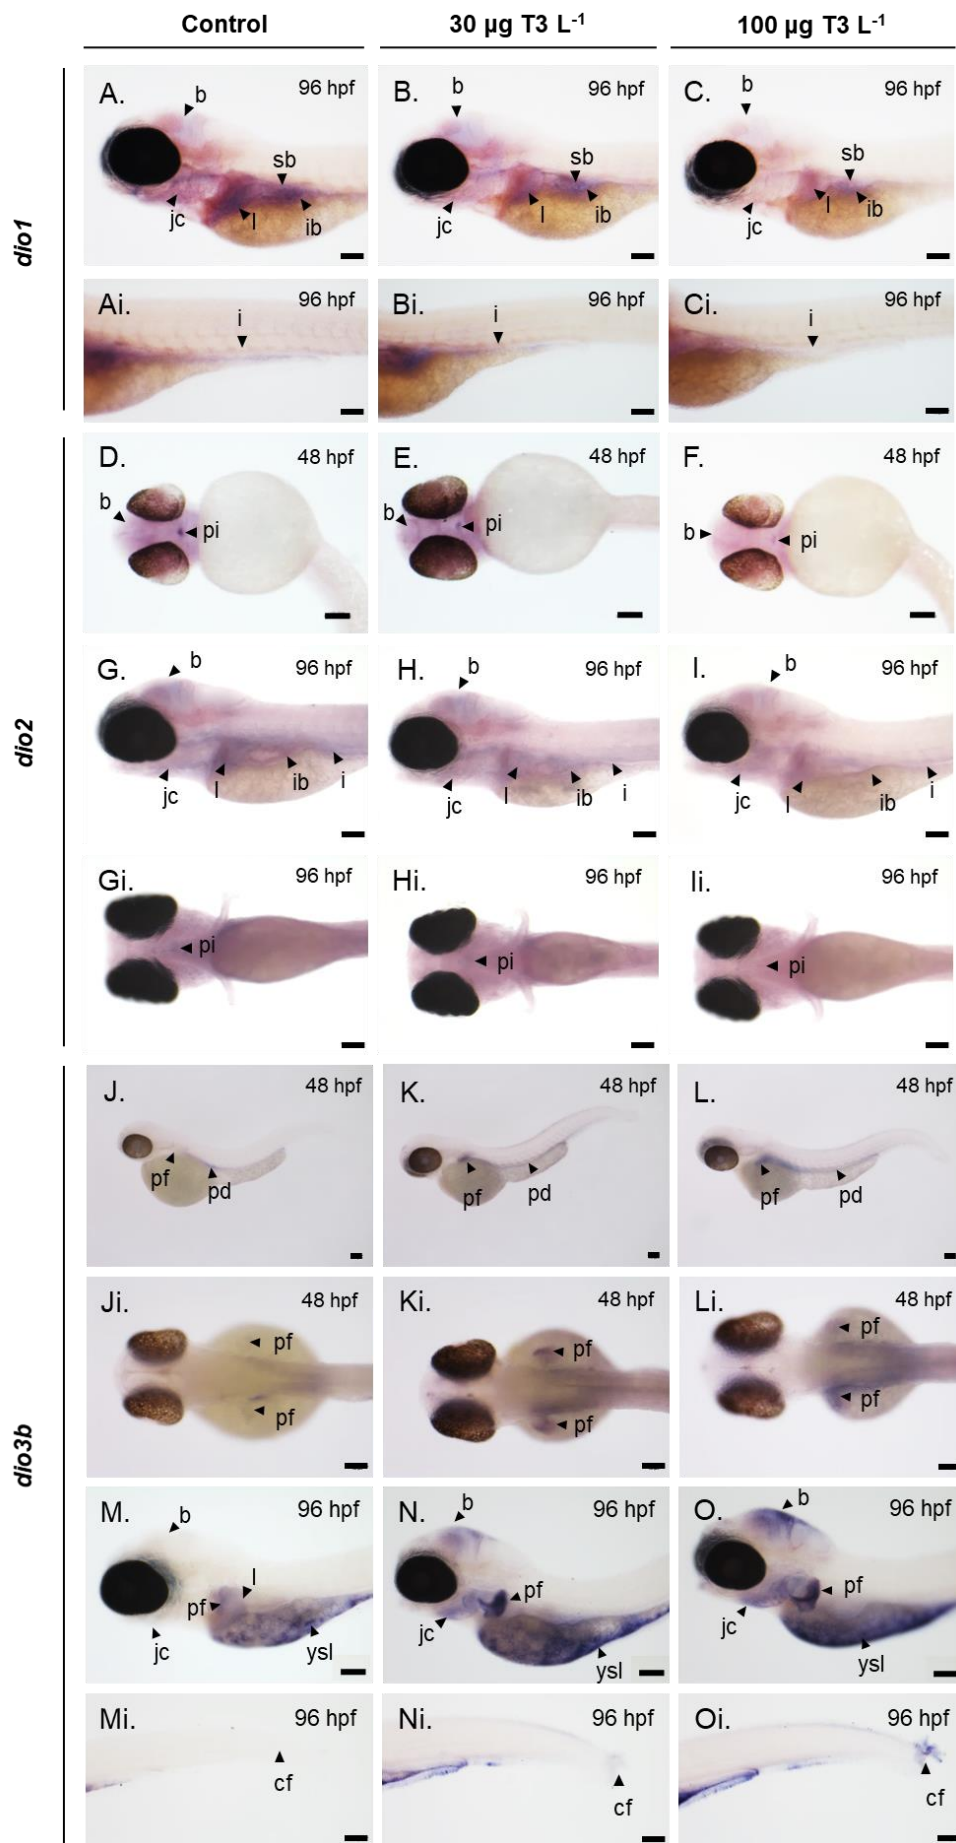 Control 30 µg T3 L-1 100 µg T3 L-1
dio1
A. b 96 hpf sb jc l ib
B. b 96 hpf sb jc l ib
C. b 96 hpf sb jc l ib
Ai. 96 hpf i
Bi. 96 hpf i
Ci. 96 hpf i
dio2
D. 48 hpf b pi
E. 48 hpf b pi
F. 48 hpf b pi
G. b 96 hpf jc l ib i
H. b 96 hpf jc l ib i
I. b 96 hpf jc l ib i
Gi. 96 hpf pi
Hi. 96 hpf pi
Ii. 96 hpf pi
dio3b
J. 48 hpf pf pd
K. 48 hpf pf pd
L. 48 hpf pf pd
Ji. 48 hpf pf pf
Ki. 48 hpf pf pf
Li. 48 hpf pf pf
M. b 96 hpf l pf jc ysl
N. b 96 hpf pf jc ysl
O. b 96 hpf pf jc ysl
Mi. 96 hpf cf
Ni. 96 hpf cf
Oi. 96 hpf cf